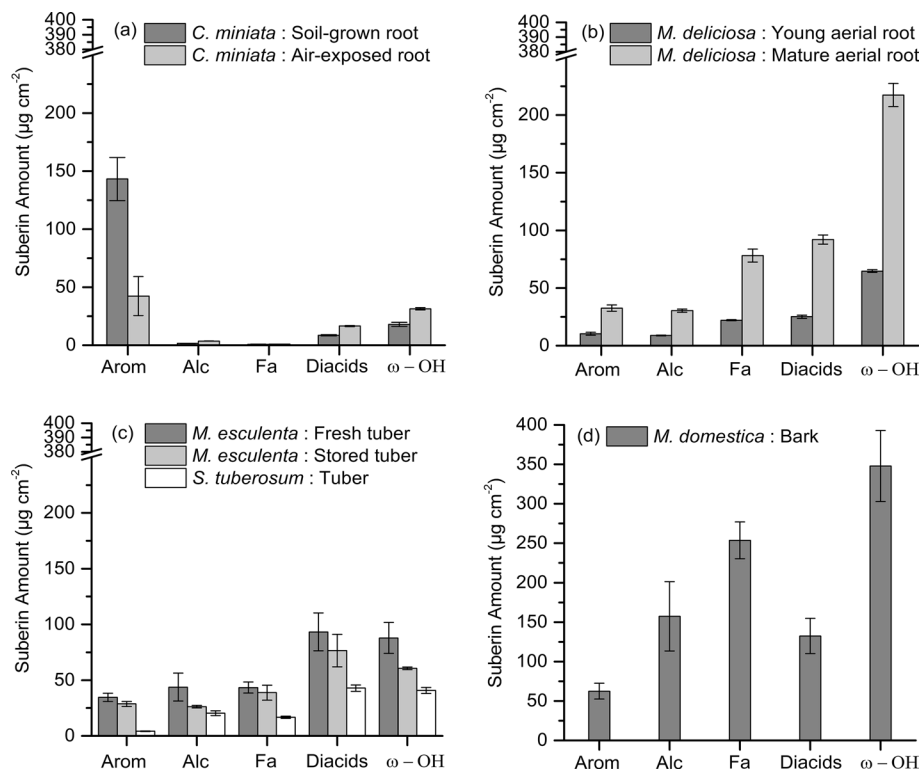 (a)
C. miniata : Soil-grown root
C. miniata : Air-exposed root
Suberin Amount (µg cm-2)
400
390
380
200
150
100
50
0
Arom Alc Fa Diacids ω – OH
(b)
M. deliciosa : Young aerial root
M. deliciosa : Mature aerial root
Suberin Amount (µg cm-2)
400
390
380
200
150
100
50
0
Arom Alc Fa Diacids ω – OH
(c)
M. esculenta : Fresh tuber
M. esculenta : Stored tuber
S. tuberosum : Tuber
Suberin Amount (µg cm-2)
400
390
380
200
150
100
50
0
Arom Alc Fa Diacids ω – OH
(d)
M. domestica : Bark
Suberin Amount (µg cm-2)
400
350
300
250
200
150
100
50
0
Arom Alc Fa Diacids ω – OH